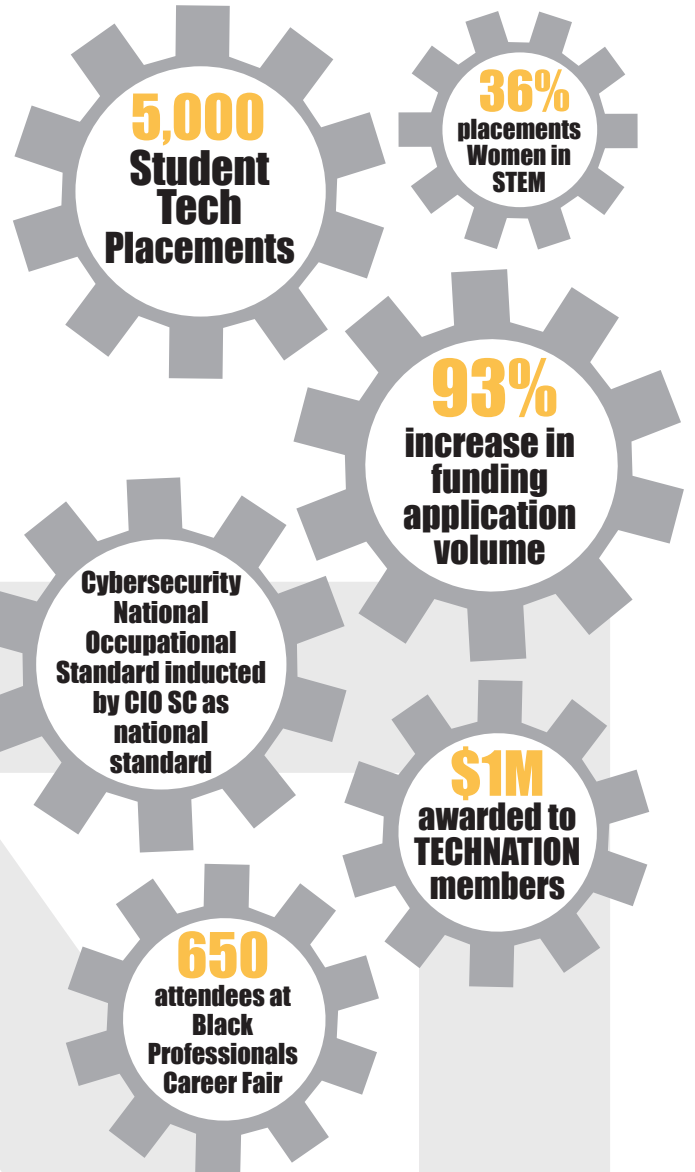 5,000
Student
Tech
Placements
36%
placements
Women in
STEM
93%
increase in
funding
application
volume
Cybersecurity
National
Occupational
Standard inducted
by CIO SC as
national
standard
$1M
awarded to
TECHNATION
members
650
attendees at
Black
Professionals
Career Fair